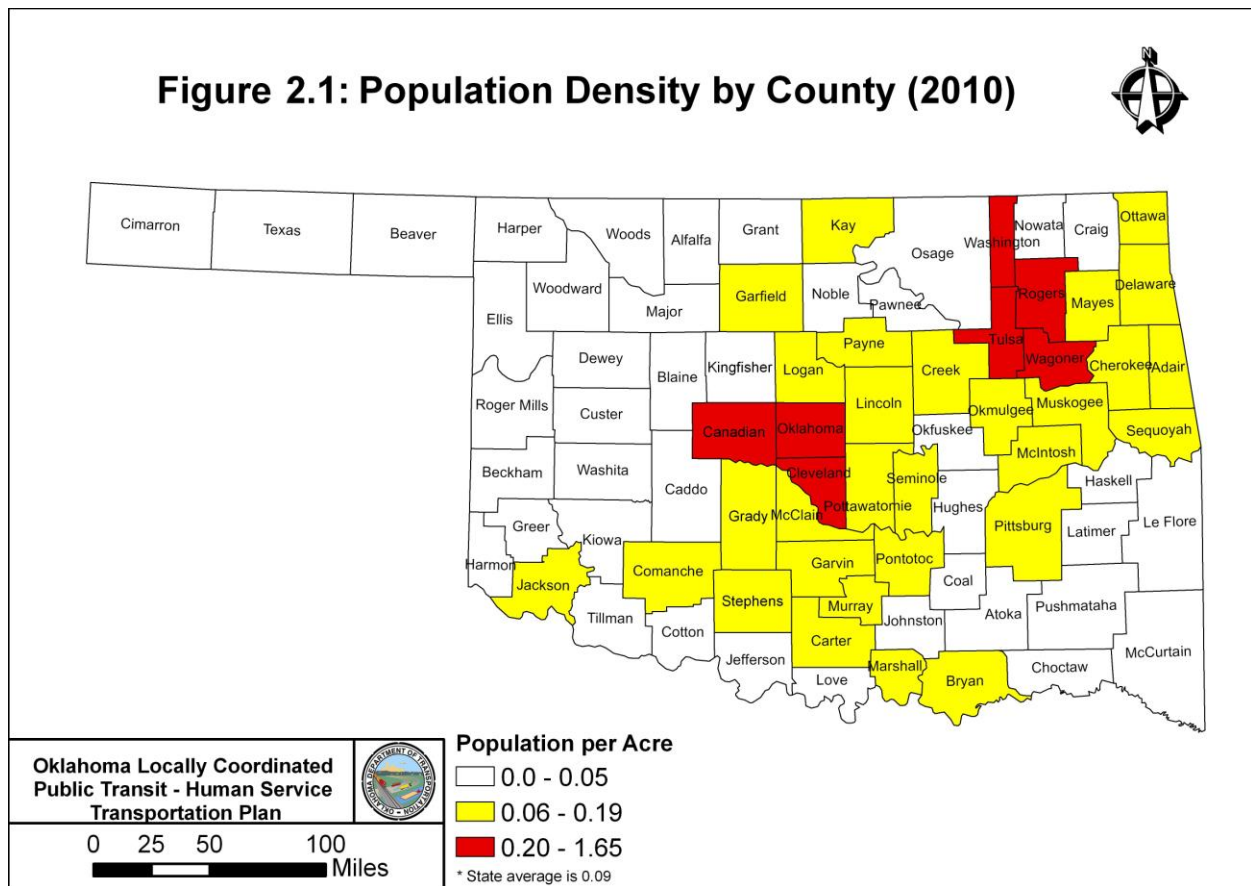 Figure 2.1: Population Density by County (2010)
N
Cimarron
Texas
Beaver
Harper
Woods
Alfalfa
Grant
Kay
Osage
Washington
Nowata
Craig
Ottawa
Ellis
Woodward
Major
Garfield
Noble
Pawnee
Rogers
Mayes
Delaware
Dewey
Blaine
Kingfisher
Logan
Payne
Creek
Tulsa
Wagoner
Cherokee
Adair
Roger Mills
Custer
Canadian
Oklahoma
Lincoln
Okfuskee
Okmulgee
Muskogee
Sequoyah
Beckham
Washita
Caddo
Cleveland
Pottawatomie
Seminole
McIntosh
Haskell
Greer
Kiowa
Grady
McClain
Hughes
Pittsburg
Latimer
Le Flore
Harmon
Jackson
Comanche
Garvin
Pontotoc
Coal
Tillman
Cotton
Stephens
Murray
Carter
Johnston
Atoka
Pushmataha
McCurtain
Jefferson
Love
Marshall
Bryan
Choctaw
Oklahoma Locally Coordinated
Public Transit - Human Service
Transportation Plan
OKLAHOMA DEPARTMENT OF TRANSPORTATION
0 25 50 100
Miles
Population per Acre
0.0 - 0.05
0.06 - 0.19
0.20 - 1.65
* State average is 0.09